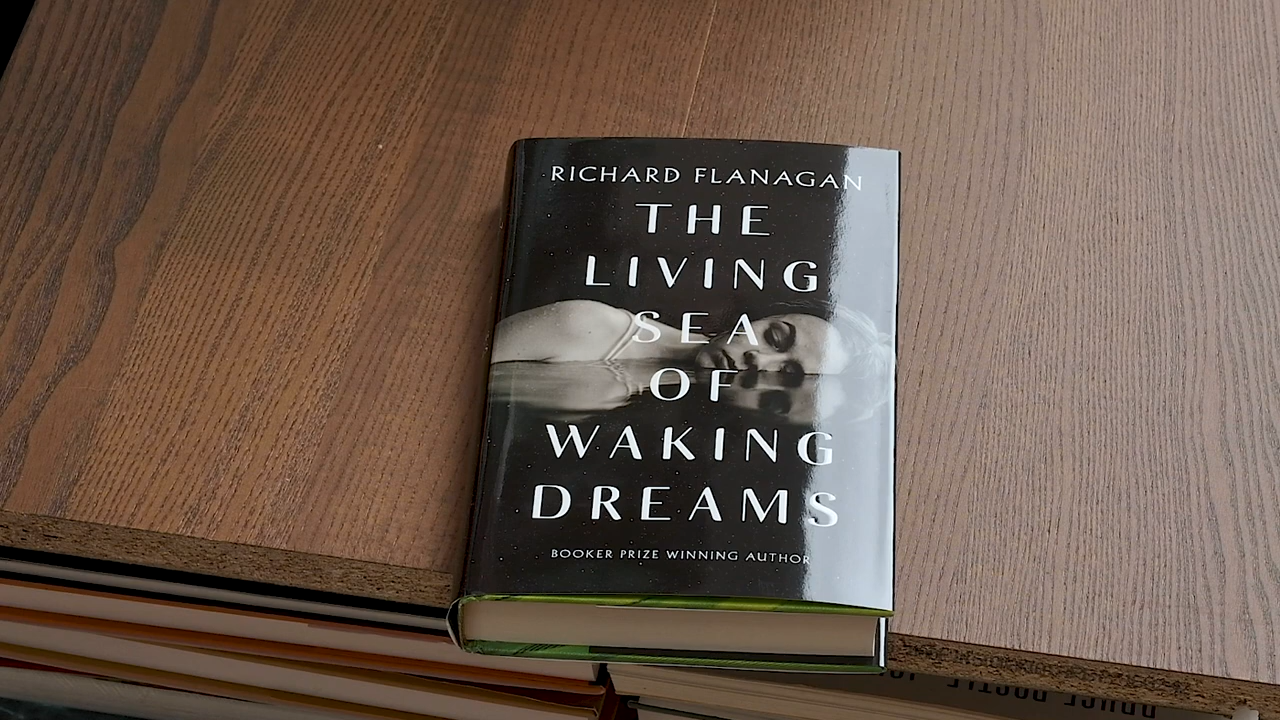 RICHARD FLANAGAN
THE
LIVING
SEA
OF
WAKING
DREAMS
BOOKER PRIZE WINNING AUTHOR